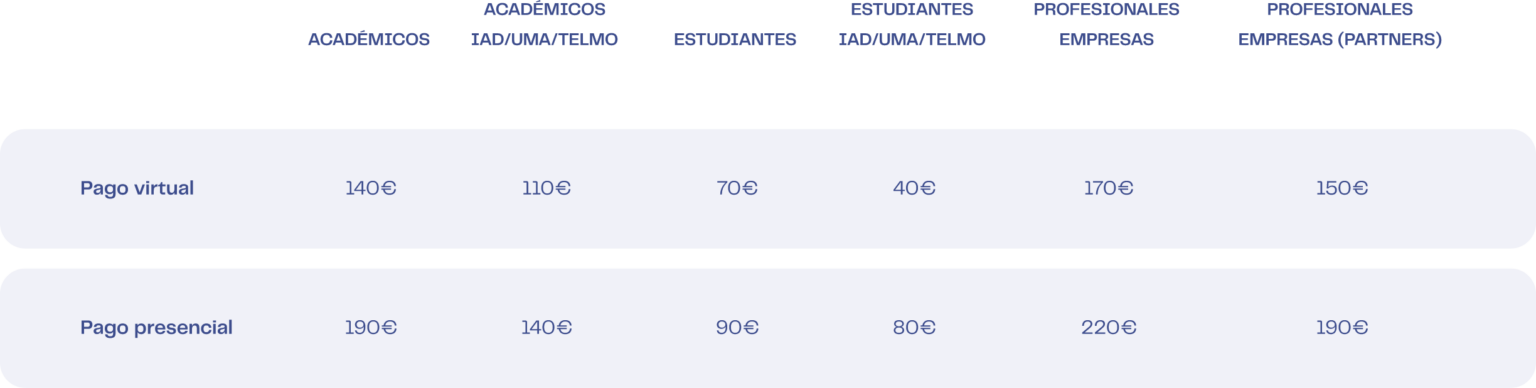 ACADÉMICOS ESTUDIANTES PROFESIONALES PROFESIONALES
ACADÉMICOS IAD/UMA/TELMO ESTUDIANTES IAD/UMA/TELMO EMPRESAS EMPRESAS (PARTNERS)
Pago virtual 140€ 110€ 70€ 40€ 170€ 150€
Pago presencial 190€ 140€ 90€ 80€ 220€ 190€